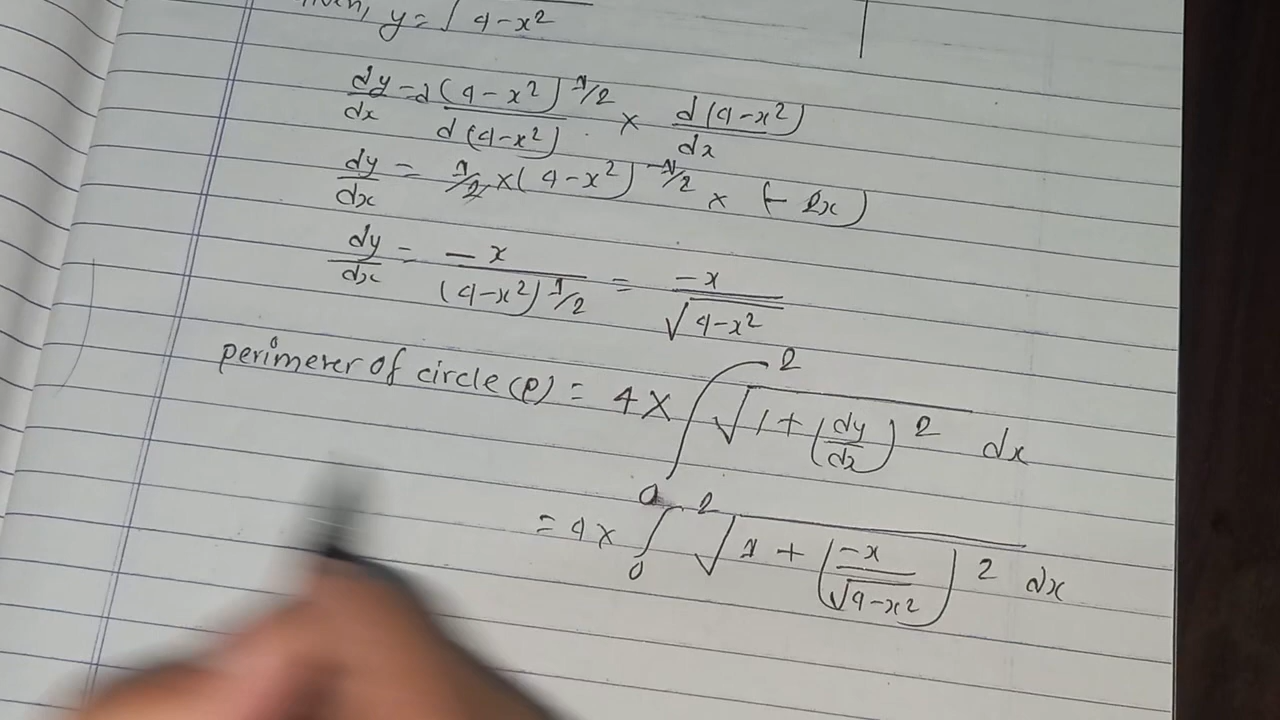 y = √4-x²
dy/dx = d(4-x²)^1/2 / d(4-x²) × d(4-x²)/dx
dy/dx = 1/2 × (4-x²)^-1/2 × (-2x)
dy/dx = -x/(4-x²)^1/2 = -x/√4-x²
perimerer of circle (p) = 4 × ∫₀² √1 + (dy/dx)² dx
= 4 × ∫₀² √1 + (-x/√4-x²)² dx